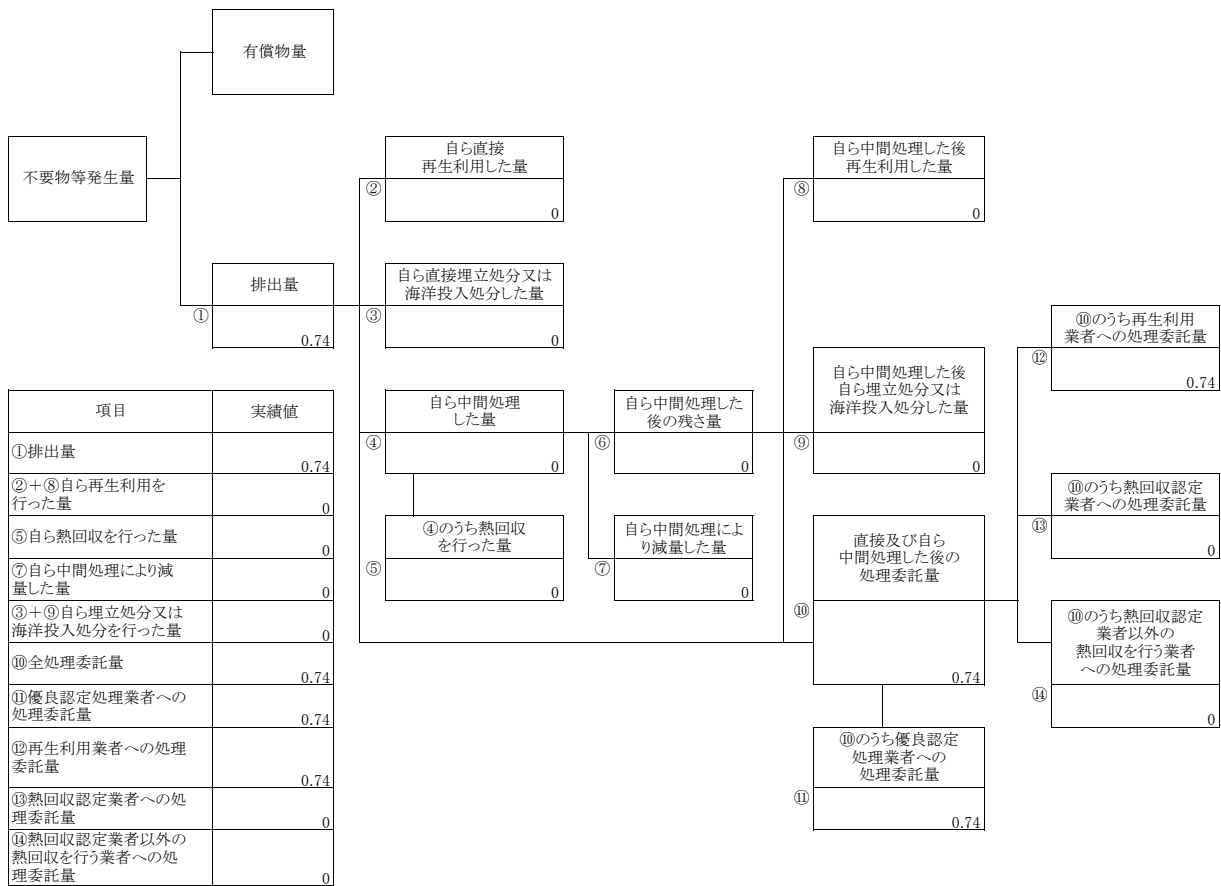 有償物量
不要物等発生量
自ら直接
再生利用した量
②
0
自ら中間処理した後
再生利用した量
⑧
0
排出量
①
0.74
自ら直接埋立処分又は
海洋投入処分した量
③
0
⑩のうち再生利用
業者への処理委託量
⑫
0.74
自ら中間処理
した量
④
0
自ら中間処理した
後の残さ量
⑥
0
自ら中間処理した後
自ら埋立処分又は
海洋投入処分した量
⑨
0
④のうち熱回収
を行った量
⑤
0
自ら中間処理によ
り減量した量
⑦
0
直接及び自ら
中間処理した後の
処理委託量
⑩
0.74
⑩のうち熱回収認定
業者への処理委託量
⑬
0
⑩のうち熱回収認定
業者以外の
熱回収を行う業者
への処理委託量
⑭
0
⑩のうち優良認定
処理業者への
処理委託量
⑪
0.74
項目 実績値
①排出量
0.74
②+⑧自ら再生利用を
行った量
0
⑤自ら熱回収を行った量
0
⑦自ら中間処理により減
量した量
0
③+⑨自ら埋立処分又は
海洋投入処分を行った量
0
⑩全処理委託量
0.74
⑪優良認定処理業者への
処理委託量
0.74
⑫再生利用業者への処理
委託量
0.74
⑬熱回収認定業者への処
理委託量
0
⑭熱回収認定業者以外の
熱回収を行う業者への処
理委託量
0